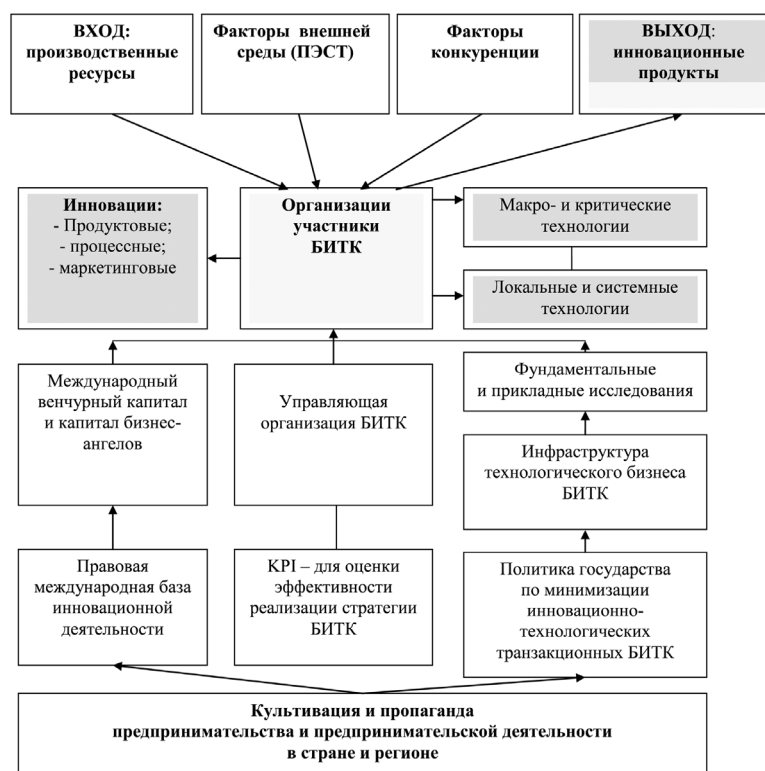 ВХОД:
производственные
ресурсы
Факторы внешней
среды (ПЭСТ)
Факторы
конкуренции
ВЫХОД:
инновационные
продукты
Инновации:
- Продуктовые;
- процессные;
- маркетинговые
Организации
участники
БИТК
Макро- и критические
технологии
Локальные и системные
технологии
Международный
венчурный капитал
и капитал бизнес-
ангелов
Управляющая
организация БИТК
Фундаментальные
и прикладные исследования
Инфраструктура
технологического бизнеса
БИТК
Правовая
международная база
инновационной
деятельности
KPI – для оценки
эффективности
реализации стратегии
БИТК
Политика государства
по минимизации
инновационно-
технологических
транзакционных БИТК
Культивация и пропаганда
предпринимательства и предпринимательской деятельности
в стране и регионе